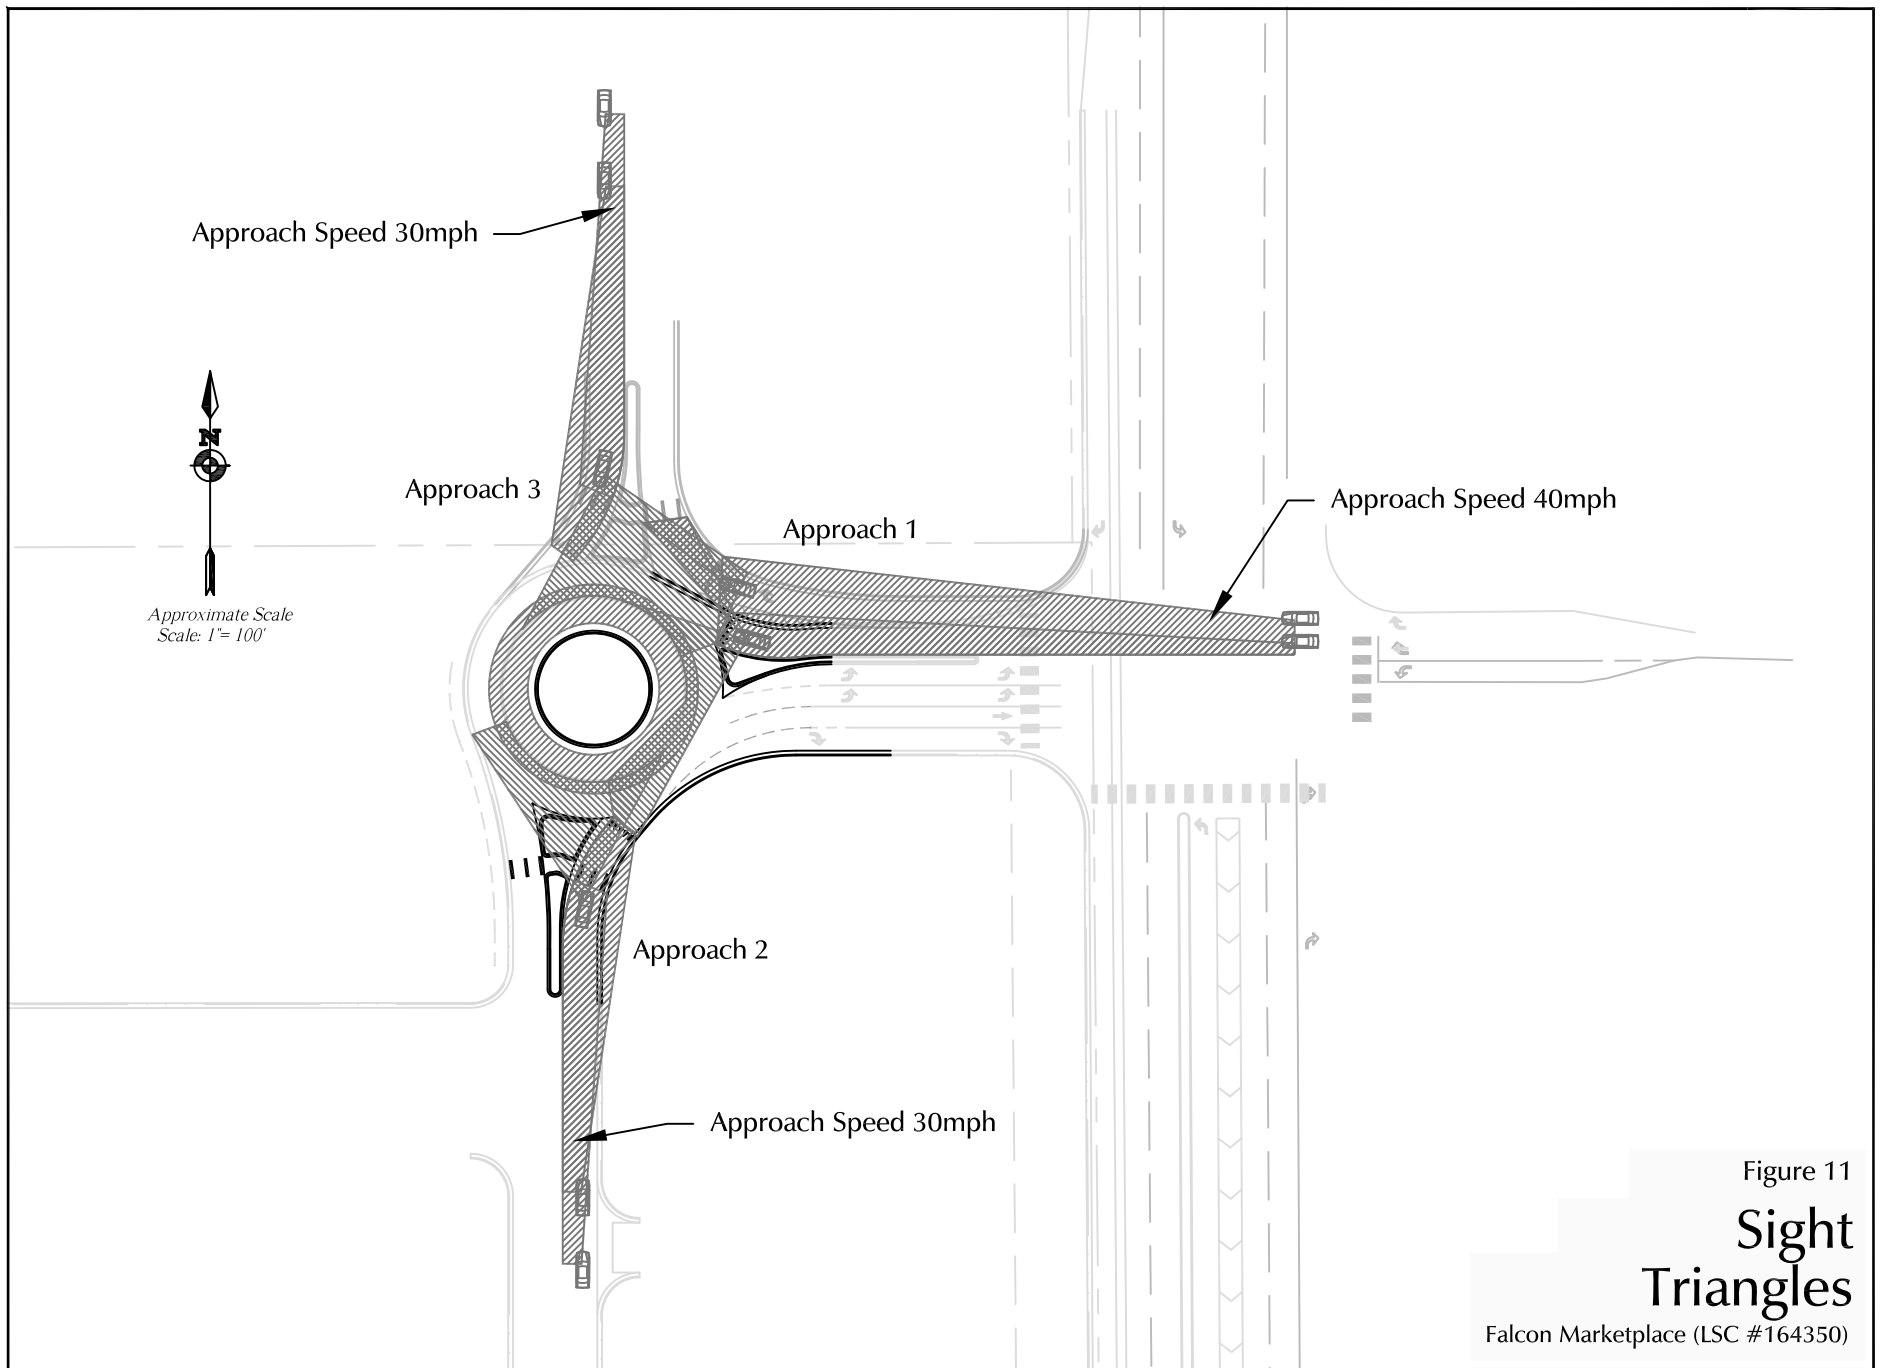 Approach Speed 30mph
N
Approach 3
Approach 1
Approach Speed 40mph
Approximate Scale
Scale: 1"= 100'
Approach 2
Approach Speed 30mph
Figure 11
Sight
Triangles
Falcon Marketplace (LSC #164350)